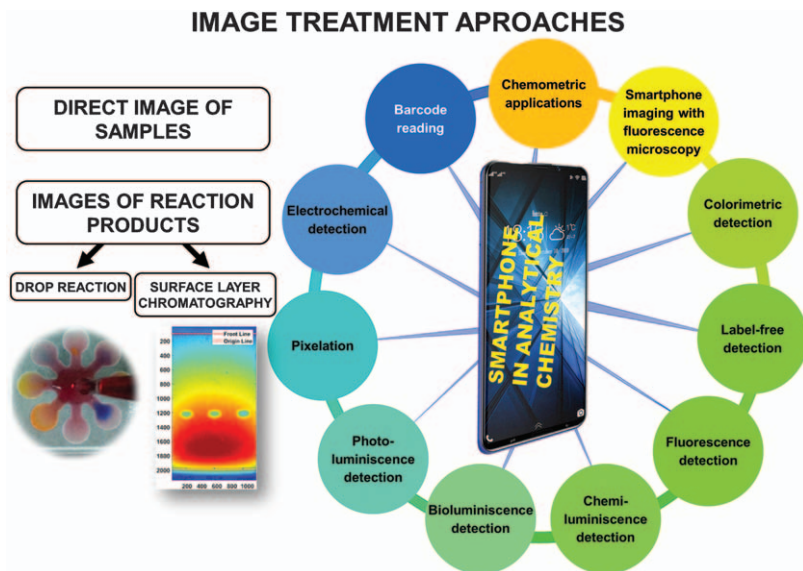 IMAGE TREATMENT APROACHES
DIRECT IMAGE OF
SAMPLES
IMAGES OF REACTION
PRODUCTS
DROP REACTION
SURFACE LAYER
CHROMATOGRAPHY
Front Line
Origin Line
200
400
600
800
1000
1200
1400
1600
1800
2000
200 400 600 800 1000
Barcode
reading
Chemometric
applications
Smartphone
imaging with
fluorescence
microscopy
Colorimetric
detection
Label-free
detection
Fluorescence
detection
Chemi-
luminiscence
detection
Bioluminiscence
detection
Photo-
luminiscence
detection
Pixelation
Electrochemical
detection
SMARTPHONE
IN ANALYTICAL
CHEMISTRY